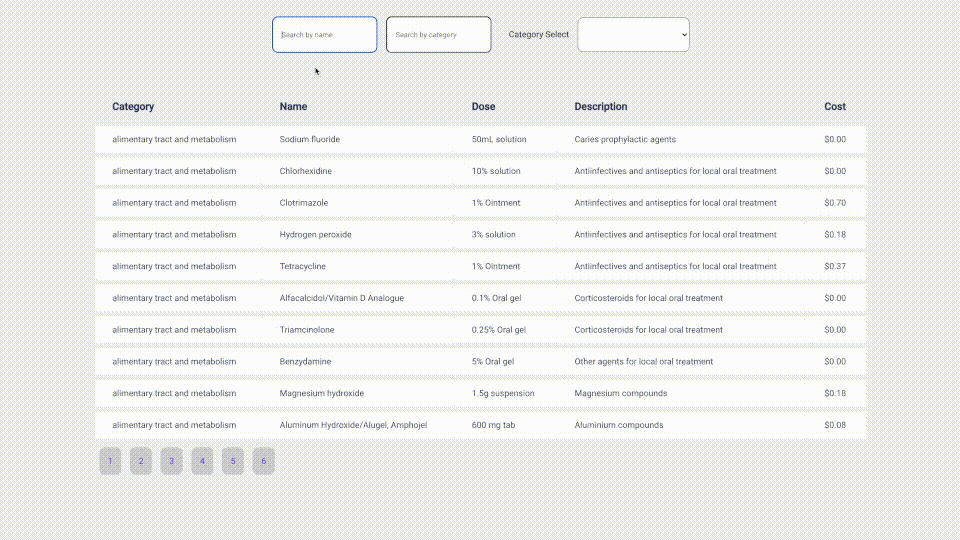 Search by name Search by category Category Select
Category Name Dose Description Cost
alimentary tract and metabolism Sodium fluoride 50mL solution Caries prophylactic agents $0.00
alimentary tract and metabolism Chlorhexidine 10% solution Antiinfectives and antiseptics for local oral treatment $0.00
alimentary tract and metabolism Clotrimazole 1% Ointment Antiinfectives and antiseptics for local oral treatment $0.70
alimentary tract and metabolism Hydrogen peroxide 3% solution Antiinfectives and antiseptics for local oral treatment $0.18
alimentary tract and metabolism Tetracycline 1% Ointment Antiinfectives and antiseptics for local oral treatment $0.37
alimentary tract and metabolism Alfacalcidol/Vitamin D Analogue 0.1% Oral gel Corticosteroids for local oral treatment $0.00
alimentary tract and metabolism Triamcinolone 0.25% Oral gel Corticosteroids for local oral treatment $0.00
alimentary tract and metabolism Benzydamine 5% Oral gel Other agents for local oral treatment $0.00
alimentary tract and metabolism Magnesium hydroxide 1.5g suspension Magnesium compounds $0.18
alimentary tract and metabolism Aluminum Hydroxide/Alugel, Amphojel 600 mg tab Aluminium compounds $0.08
1 2 3 4 5 6